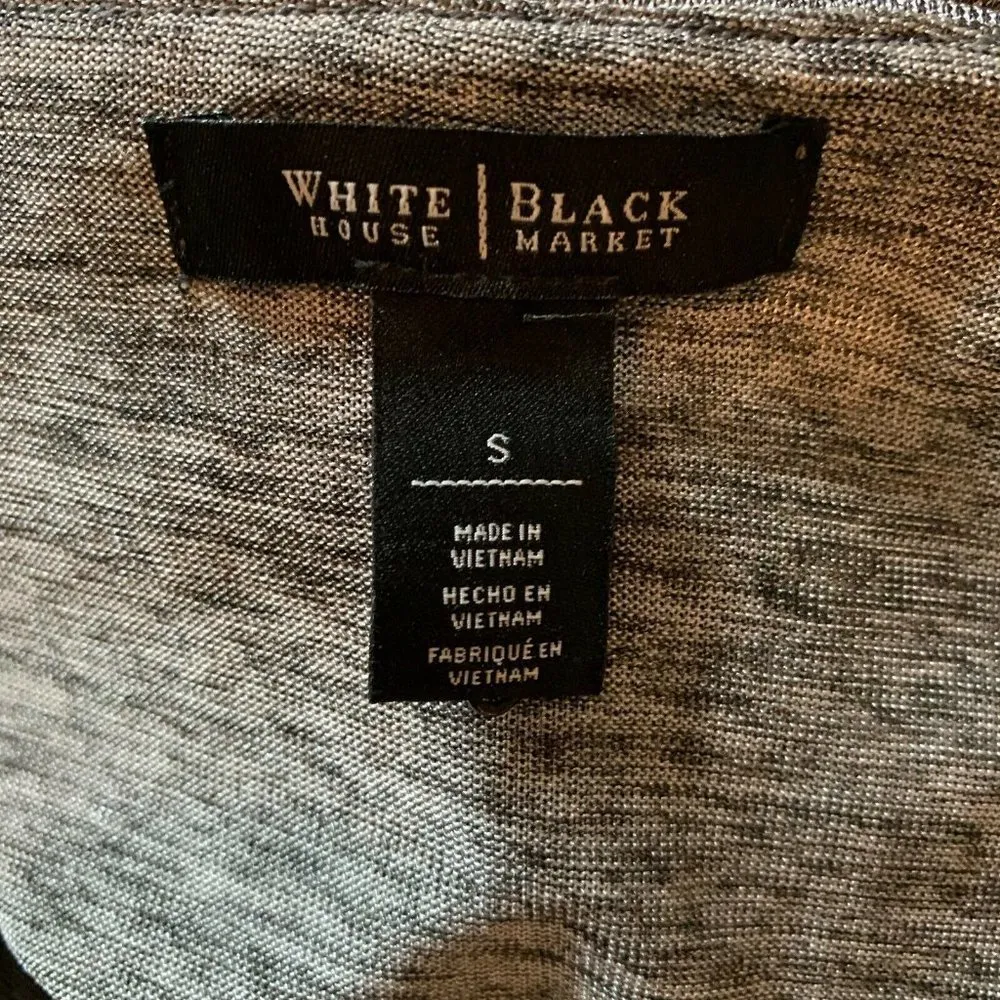 WHITE | BLACK
HOUSE | MARKET
S
MADE IN
VIETNAM
HECHO EN
VIETNAM
FABRIQUÉ EN
VIETNAM